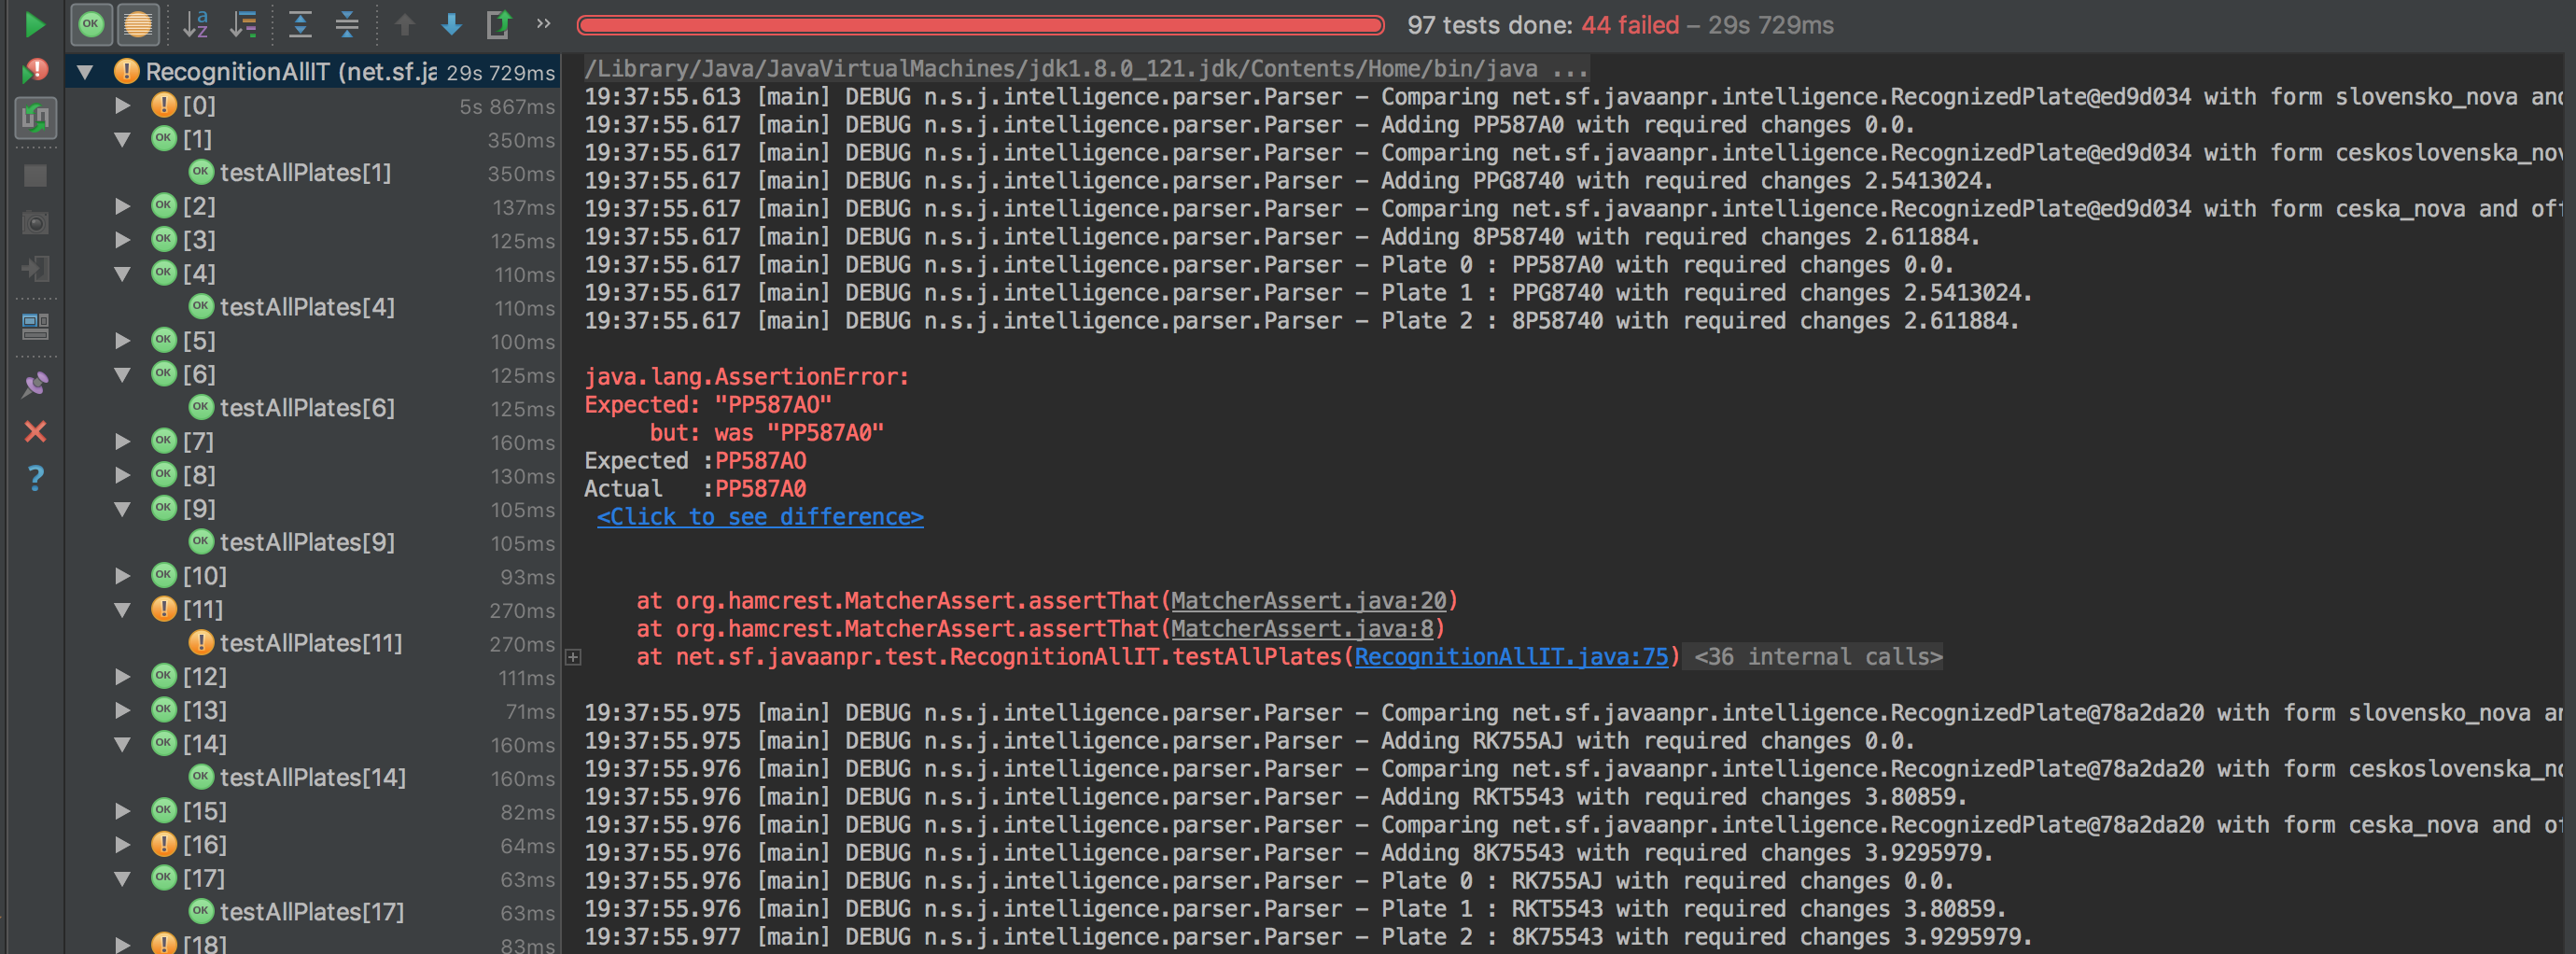 97 tests done: 44 failed – 29s 729ms
RecognitionAllIT (net.sf.ja 29s 729ms
[0] 5s 867ms
[1] 350ms
testAllPlates[1] 350ms
[2] 137ms
[3] 125ms
[4] 110ms
testAllPlates[4] 110ms
[5] 100ms
[6] 125ms
testAllPlates[6] 125ms
[7] 160ms
[8] 130ms
[9] 105ms
testAllPlates[9] 105ms
[10] 93ms
[11] 270ms
testAllPlates[11] 270ms
[12] 111ms
[13] 71ms
[14] 160ms
testAllPlates[14] 160ms
[15] 82ms
[16] 64ms
[17] 63ms
testAllPlates[17] 63ms
[18] 83ms
/Library/Java/JavaVirtualMachines/jdk1.8.0_121.jdk/Contents/Home/bin/java ...
19:37:55.613 [main] DEBUG n.s.j.intelligence.parser.Parser - Comparing net.sf.javaanpr.intelligence.RecognizedPlate@ed9d034 with form slovensko_nova and
19:37:55.617 [main] DEBUG n.s.j.intelligence.parser.Parser - Adding PP587A0 with required changes 0.0.
19:37:55.617 [main] DEBUG n.s.j.intelligence.parser.Parser - Comparing net.sf.javaanpr.intelligence.RecognizedPlate@ed9d034 with form ceskoslovenska_nov
19:37:55.617 [main] DEBUG n.s.j.intelligence.parser.Parser - Adding PPG8740 with required changes 2.5413024.
19:37:55.617 [main] DEBUG n.s.j.intelligence.parser.Parser - Comparing net.sf.javaanpr.intelligence.RecognizedPlate@ed9d034 with form ceska_nova and off
19:37:55.617 [main] DEBUG n.s.j.intelligence.parser.Parser - Adding 8P58740 with required changes 2.611884.
19:37:55.617 [main] DEBUG n.s.j.intelligence.parser.Parser - Plate 0 : PP587A0 with required changes 0.0.
19:37:55.617 [main] DEBUG n.s.j.intelligence.parser.Parser - Plate 1 : PPG8740 with required changes 2.5413024.
19:37:55.617 [main] DEBUG n.s.j.intelligence.parser.Parser - Plate 2 : 8P58740 with required changes 2.611884.
java.lang.AssertionError:
Expected: "PP587AO"
but: was "PP587A0"
Expected :PP587AO
Actual :PP587A0
<Click to see difference>
at org.hamcrest.MatcherAssert.assertThat(MatcherAssert.java:20)
at org.hamcrest.MatcherAssert.assertThat(MatcherAssert.java:8)
at net.sf.javaanpr.test.RecognitionAllIT.testAllPlates(RecognitionAllIT.java:75) <36 internal calls>
19:37:55.975 [main] DEBUG n.s.j.intelligence.parser.Parser - Comparing net.sf.javaanpr.intelligence.RecognizedPlate@78a2da20 with form slovensko_nova an
19:37:55.975 [main] DEBUG n.s.j.intelligence.parser.Parser - Adding RK755AJ with required changes 0.0.
19:37:55.976 [main] DEBUG n.s.j.intelligence.parser.Parser - Comparing net.sf.javaanpr.intelligence.RecognizedPlate@78a2da20 with form ceskoslovenska_no
19:37:55.976 [main] DEBUG n.s.j.intelligence.parser.Parser - Adding RKT5543 with required changes 3.80859.
19:37:55.976 [main] DEBUG n.s.j.intelligence.parser.Parser - Comparing net.sf.javaanpr.intelligence.RecognizedPlate@78a2da20 with form ceska_nova and of
19:37:55.976 [main] DEBUG n.s.j.intelligence.parser.Parser - Adding 8K75543 with required changes 3.9295979.
19:37:55.976 [main] DEBUG n.s.j.intelligence.parser.Parser - Plate 0 : RK755AJ with required changes 0.0.
19:37:55.976 [main] DEBUG n.s.j.intelligence.parser.Parser - Plate 1 : RKT5543 with required changes 3.80859.
19:37:55.977 [main] DEBUG n.s.j.intelligence.parser.Parser - Plate 2 : 8K75543 with required changes 3.9295979.